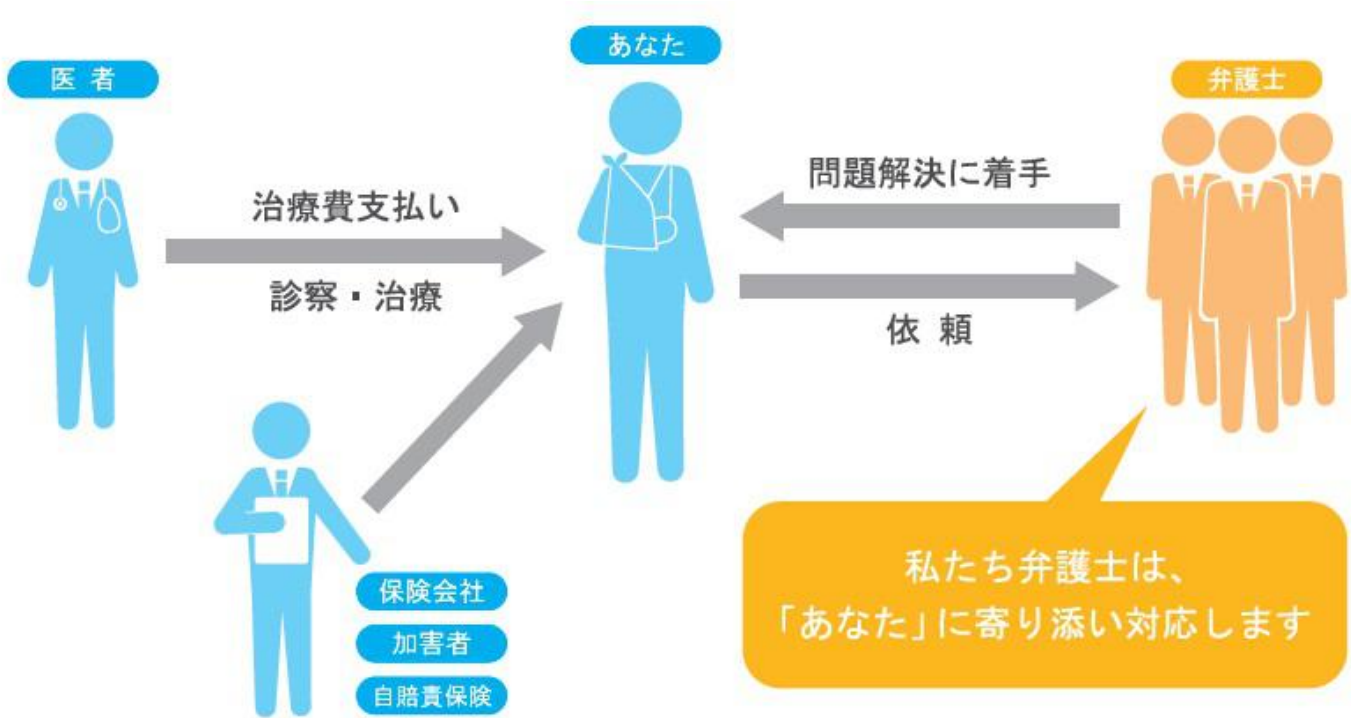 あなた
医者
弁護士
問題解決に着手
治療費支払い
診察・治療
依頼
保険会社
加害者
自賠責保険
私たち弁護士は、
「あなた」に寄り添い対応します